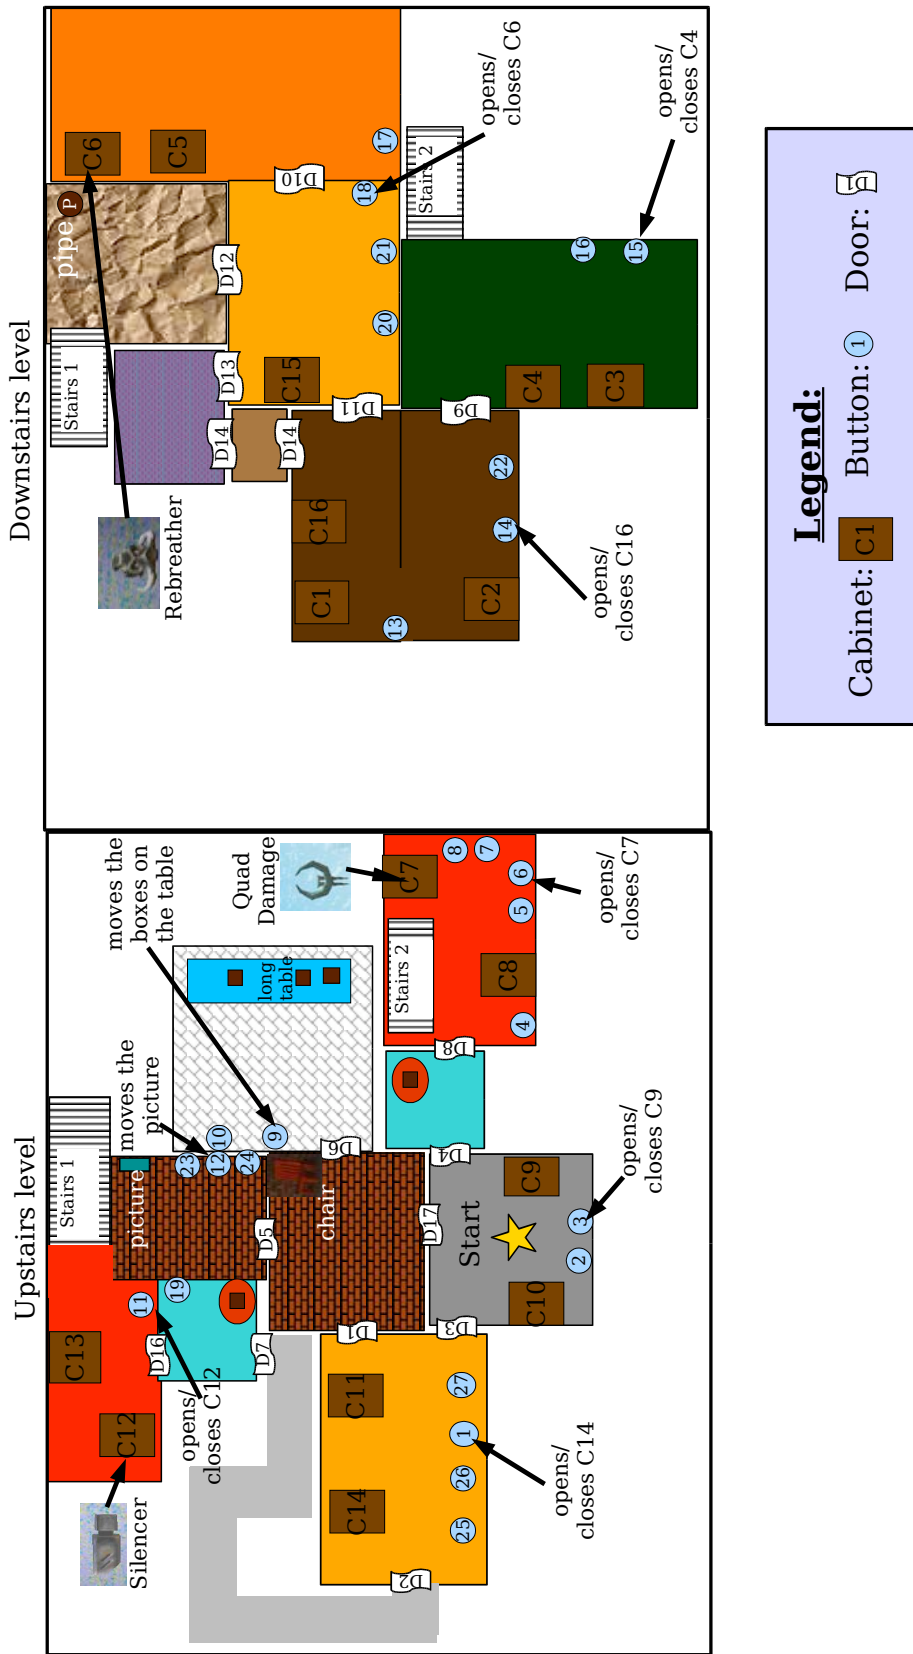 Upstairs level
Silencer
C12
C13
Stairs 1
11
D16
opens/
closes C12
19
D7
picture
moves the
picture
23
12
24
10
9
moves the
boxes on
the table
long
table
D5
D6
chair
Quad
Damage
C7
Stairs 2
8
7
6
5
C8
4
D8
opens/
closes C7
D1
D3
D17
D4
C14
C11
D2
25
26
1
27
opens/
closes C14
Start
C10
C9
2
3
opens/
closes C9
Downstairs level
Rebreather
Stairs 1
pipe
P
C6
C5
D14
D13
D12
D14
C15
D10
17
18
21
20
opens/
closes C6
D11
D9
C1
C16
13
C2
14
22
opens/
closes C16
Stairs 2
C4
C3
16
15
opens/
closes C4
Legend:
Cabinet: C1 Button: 1 Door: D1